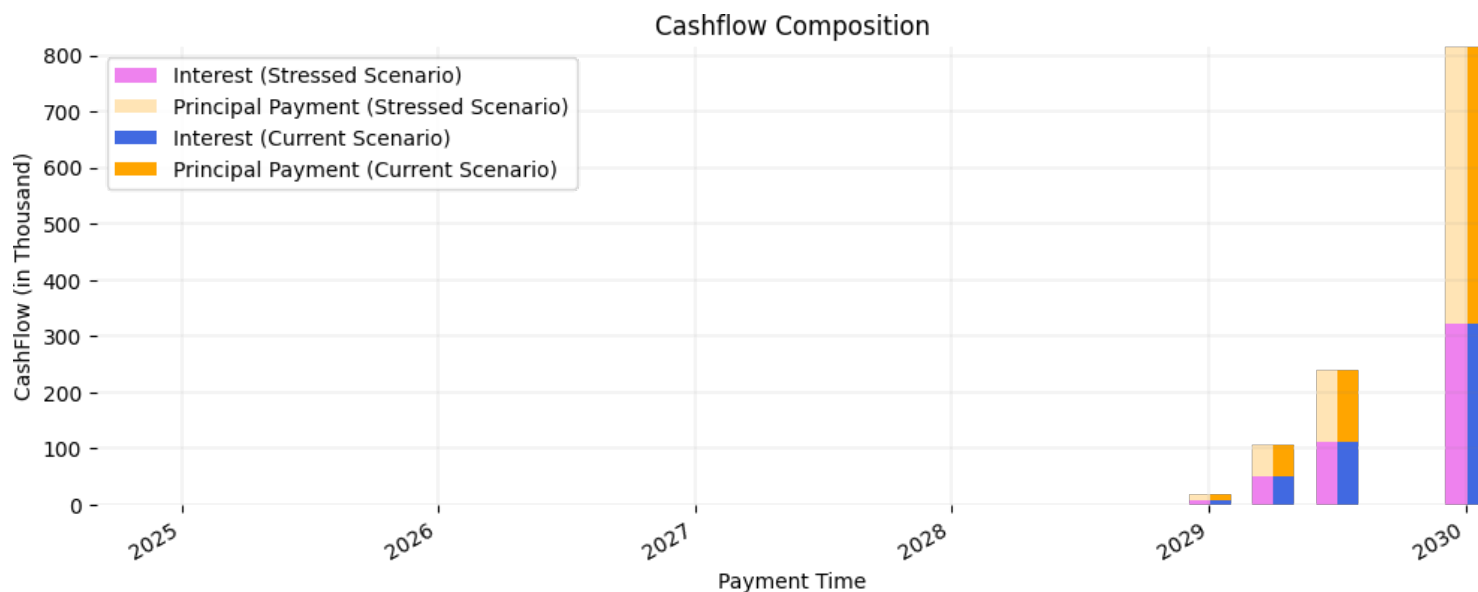 Cashflow Composition
Interest (Stressed Scenario)
Principal Payment (Stressed Scenario)
Interest (Current Scenario)
Principal Payment (Current Scenario)
CashFlow (in Thousand)
800
700
600
500
400
300
200
100
0
2025
2026
2027
2028
2029
2030
Payment Time